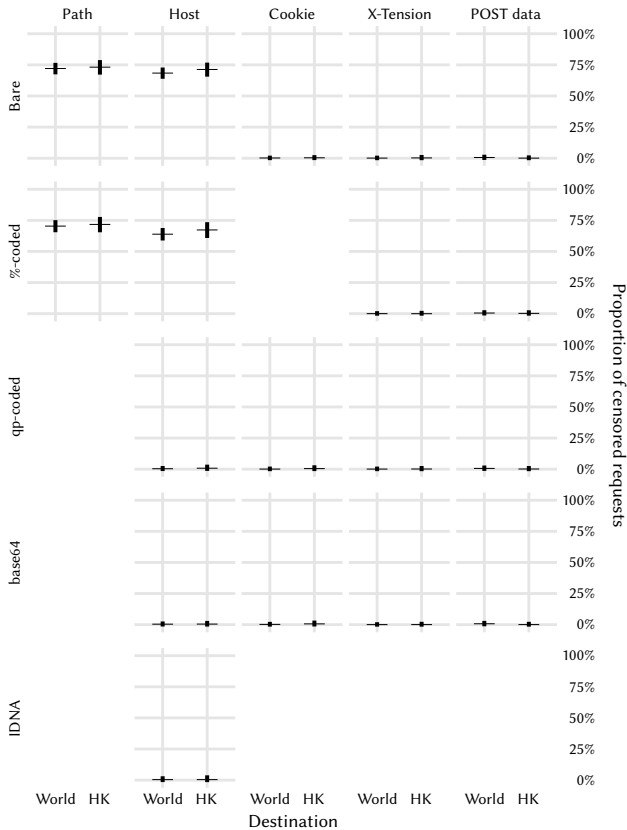 Path Host Cookie X-Tension POST data
Bare
100%
75%
50%
25%
0%
%-coded
100%
75%
50%
25%
0%
qp-coded
100%
75%
50%
25%
0%
base64
100%
75%
50%
25%
0%
IDNA
100%
75%
50%
25%
0%
Proportion of censored requests
World HK World HK World HK World HK World HK
Destination